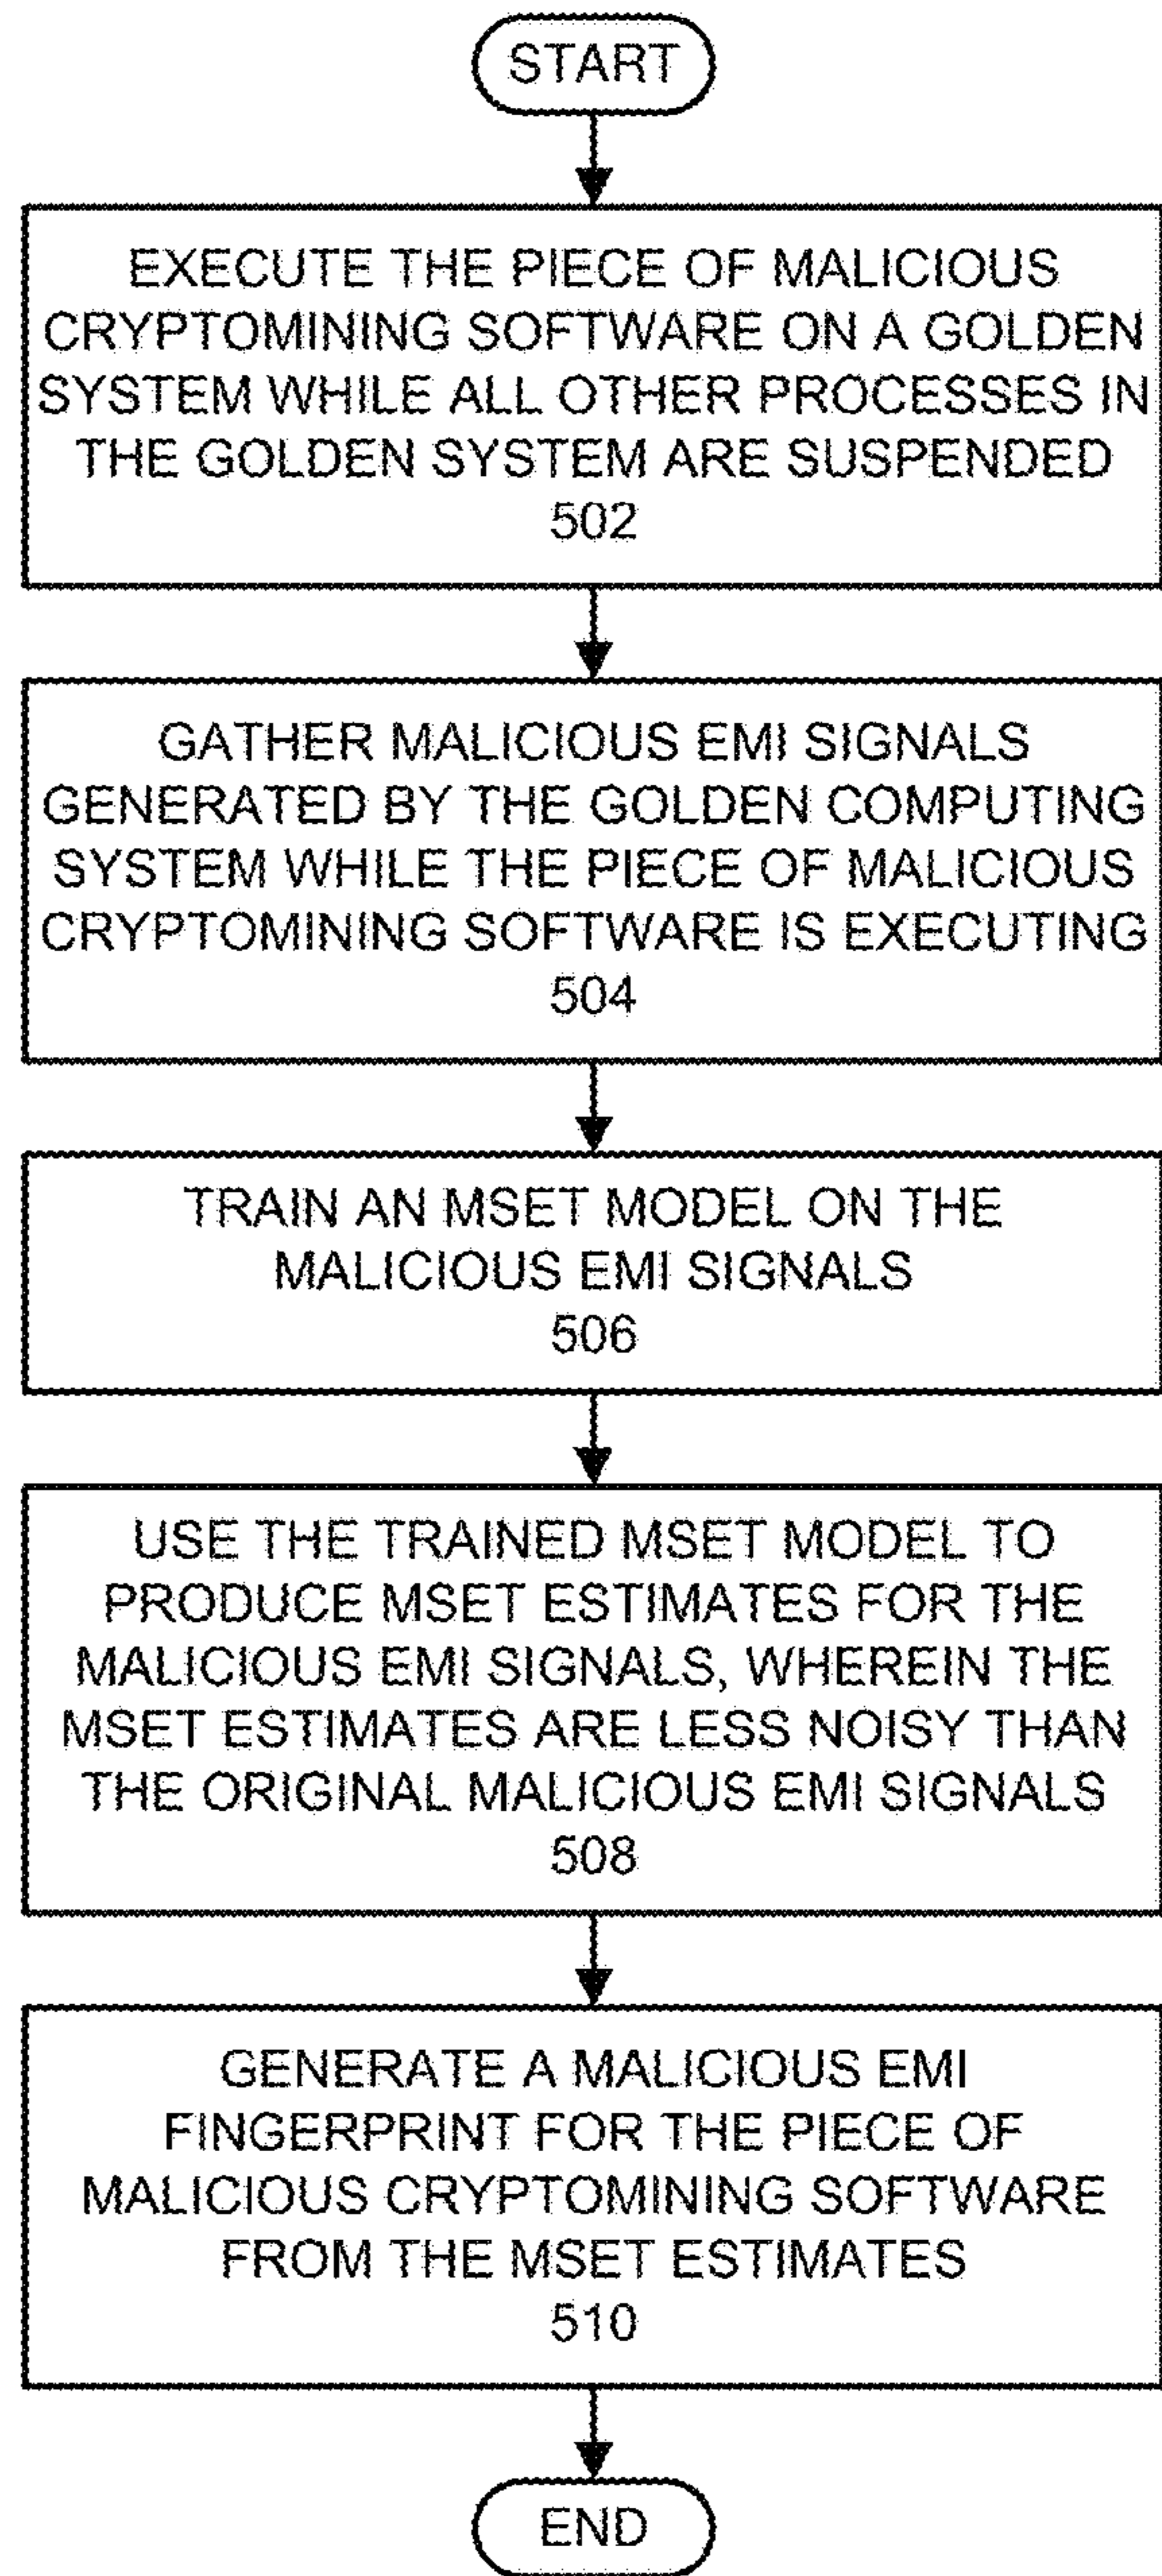 START
EXECUTE THE PIECE OF MALICIOUS
CRYPTOMINING SOFTWARE ON A GOLDEN
SYSTEM WHILE ALL OTHER PROCESSES IN
THE GOLDEN SYSTEM ARE SUSPENDED
502
GATHER MALICIOUS EMI SIGNALS
GENERATED BY THE GOLDEN COMPUTING
SYSTEM WHILE THE PIECE OF MALICIOUS
CRYPTOMINING SOFTWARE IS EXECUTING
504
TRAIN AN MSET MODEL ON THE
MALICIOUS EMI SIGNALS
506
USE THE TRAINED MSET MODEL TO
PRODUCE MSET ESTIMATES FOR THE
MALICIOUS EMI SIGNALS, WHEREIN THE
MSET ESTIMATES ARE LESS NOISY THAN
THE ORIGINAL MALICIOUS EMI SIGNALS
508
GENERATE A MALICIOUS EMI
FINGERPRINT FOR THE PIECE OF
MALICIOUS CRYPTOMINING SOFTWARE
FROM THE MSET ESTIMATES
510
END